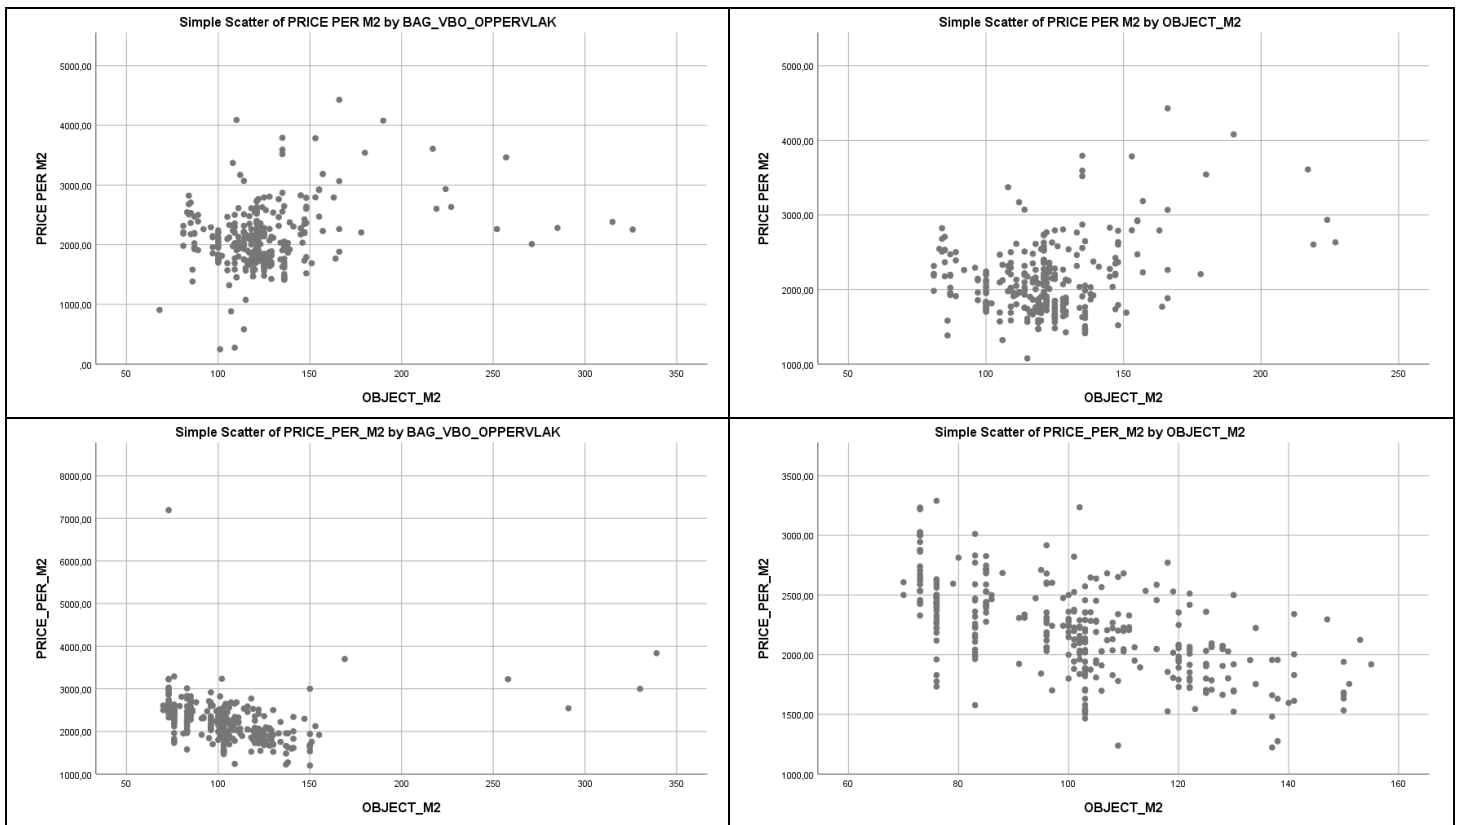 Simple Scatter of PRICE PER M2 by BAG_VBO_OPPERVLAK
PRICE PER M2
5000,00
4000,00
3000,00
2000,00
1000,00
,00
50 100 150 200 250 300 350
OBJECT_M2
Simple Scatter of PRICE PER M2 by OBJECT_M2
PRICE PER M2
5000,00
4000,00
3000,00
2000,00
1000,00
50 100 150 200 250
OBJECT_M2
Simple Scatter of PRICE_PER_M2 by BAG_VBO_OPPERVLAK
PRICE_PER_M2
8000,00
7000,00
6000,00
5000,00
4000,00
3000,00
2000,00
1000,00
50 100 150 200 250 300 350
OBJECT_M2
Simple Scatter of PRICE_PER_M2 by OBJECT_M2
PRICE_PER_M2
3500,00
3000,00
2500,00
2000,00
1500,00
1000,00
60 80 100 120 140 160
OBJECT_M2